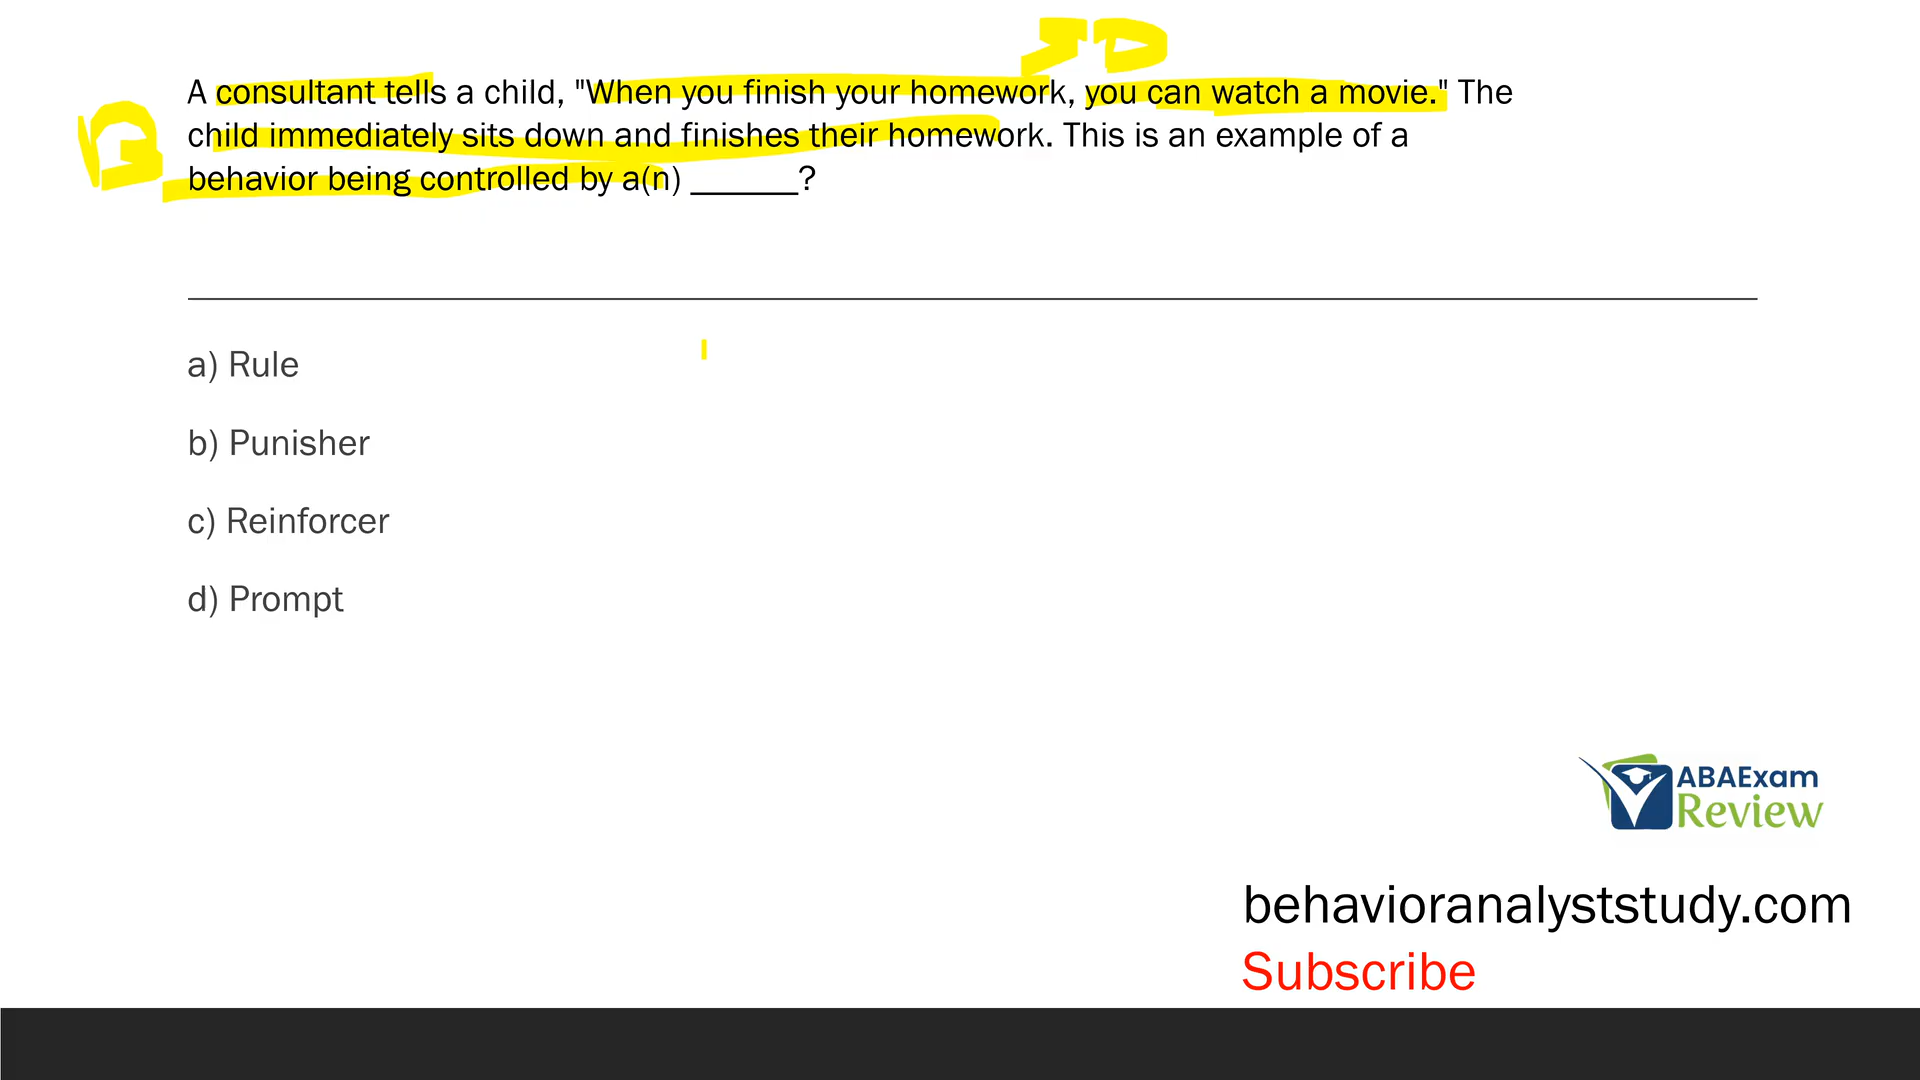 A consultant tells a child, "When you finish your homework, you can watch a movie." The
child immediately sits down and finishes their homework. This is an example of a
behavior being controlled by a(n) ______?
a) Rule
b) Punisher
c) Reinforcer
d) Prompt
ABAExam
Review
behavioranalyststudy.com
Subscribe